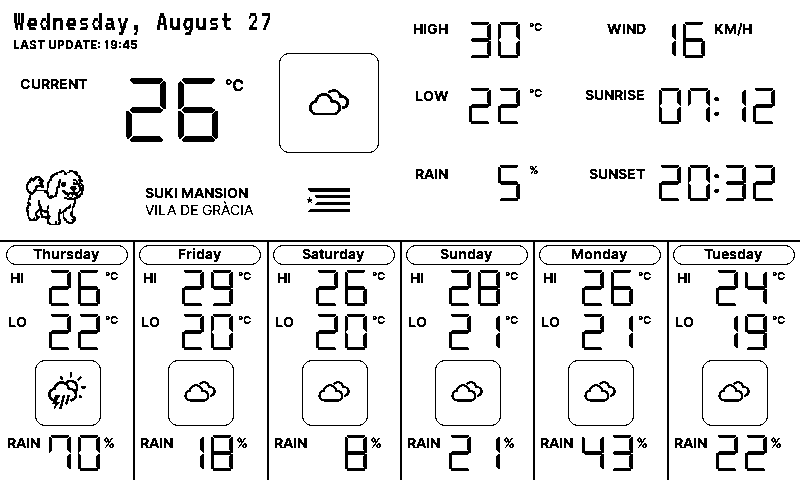 Wednesday, August 27
LAST UPDATE: 19:45
CURRENT 26 °C
SUKI MANSION
VILA DE GRÀCIA
HIGH 30 °C
LOW 22 °C
RAIN 5 %
WIND 16 KM/H
SUNRISE 07:12
SUNSET 20:32
Thursday
HI 26 °C
LO 22 °C
RAIN 70 %
Friday
HI 29 °C
LO 20 °C
RAIN 18 %
Saturday
HI 26 °C
LO 20 °C
RAIN 8 %
Sunday
HI 28 °C
LO 21 °C
RAIN 21 %
Monday
HI 26 °C
LO 21 °C
RAIN 43 %
Tuesday
HI 24 °C
LO 19 °C
RAIN 22 %